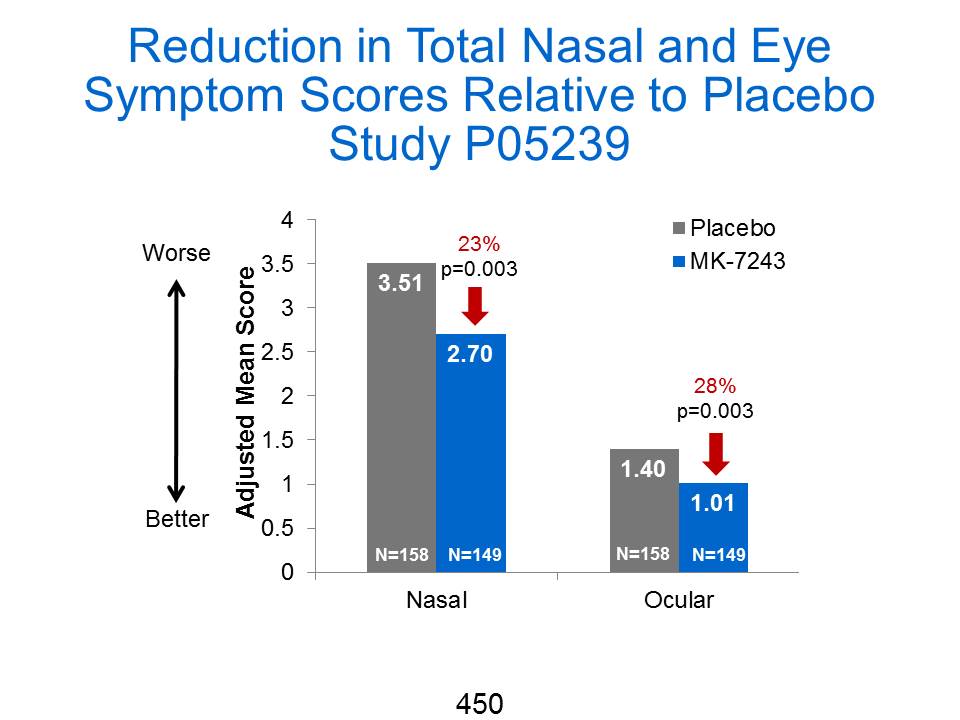 Reduction in Total Nasal and Eye
Symptom Scores Relative to Placebo
Study P05239
Worse
Better
Adjusted Mean Score
4
3.5
3
2.5
2
1.5
1
0.5
0
Placebo
MK-7243
23%
p=0.003
3.51
2.70
N=158
N=149
28%
p=0.003
1.40
1.01
N=158
N=149
Nasal
Ocular
450